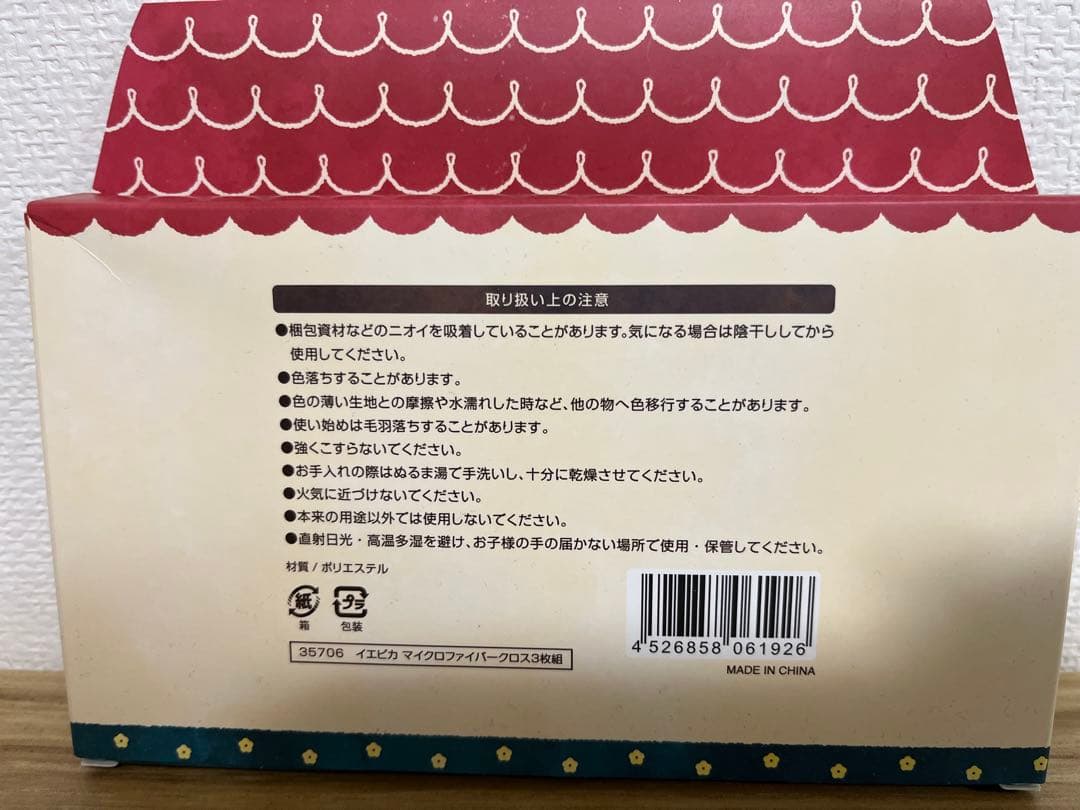 取り扱い上の注意
●梱包資材などのニオイを吸着していることがあります。気になる場合は陰干ししてから
使用してください。
●色落ちすることがあります。
●色の薄い生地との摩擦や水濡れした時など、他の物へ色移行することがあります。
●使い始めは毛羽落ちすることがあります。
●強くこすらないでください。
●お手入れの際はぬるま湯で手洗いし、十分に乾燥させてください。
●火気に近づけないでください。
●本来の用途以外では使用しないでください。
●直射日光・高温多湿を避け、お子様の手の届かない場所で使用・保管してください。
材質 / ポリエステル
紙 プラ
箱 包装
35706 イエピカ マイクロファイバークロス3枚組
4 526858 061926
MADE IN CHINA